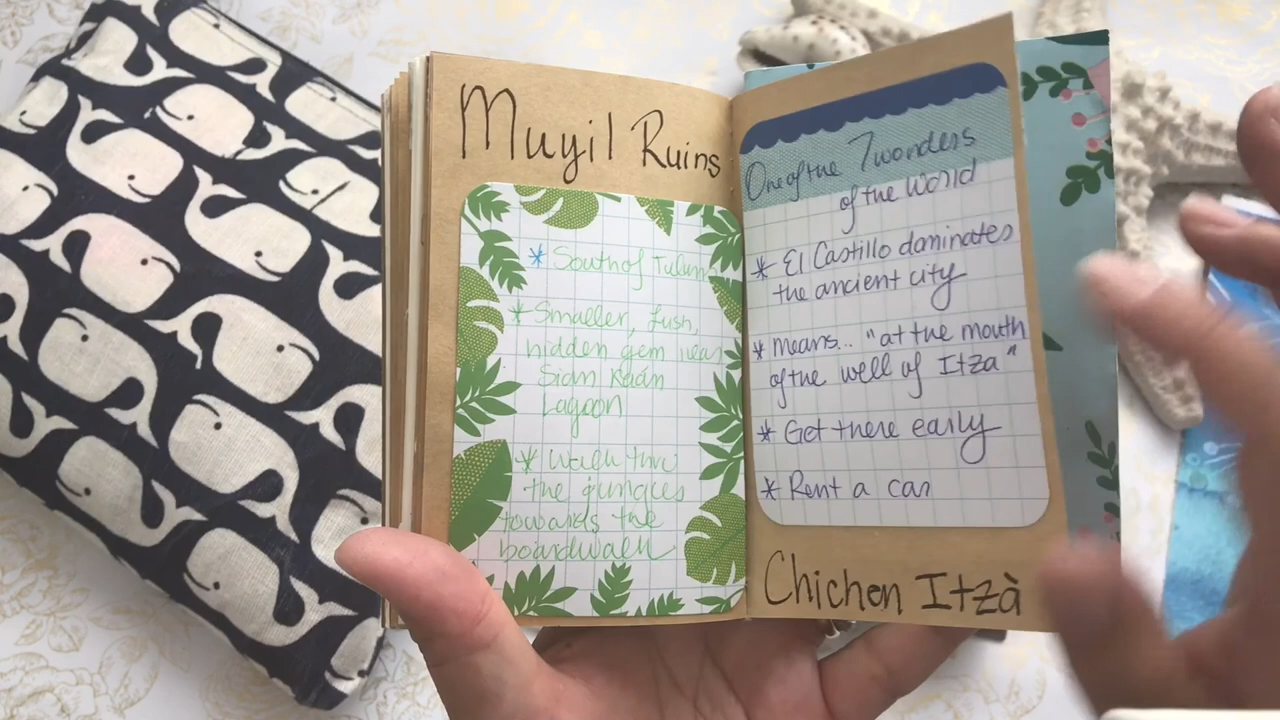 Muyil Ruins
* South of Tulum
* Smaller, Lush,
hidden gem near
Sian Kaán
Lagoon
* Walk thru
the jungles
towards the
boardwalk
One of the 7 wonders
of the World
* El Castillo dominates
the ancient city
* Means.. "at the mouth
of the well of Itza"
* Get there early
* Rent a car
Chichen Itzà